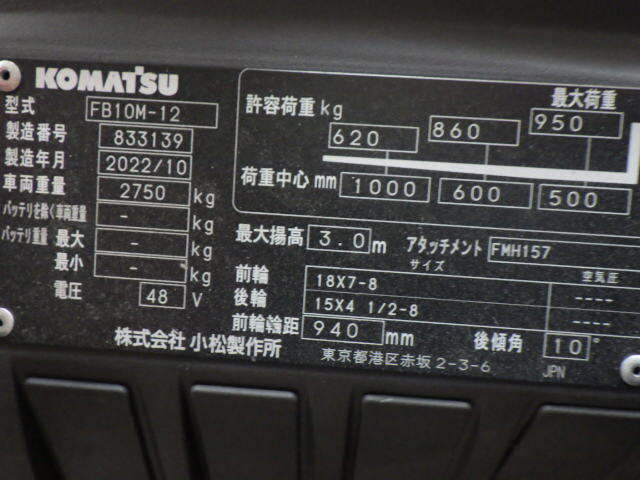 KOMATSU
型式 FB10M-12
製造番号 833139
製造年月 2022/10
車両重量 2750 kg
バッテリを除く車両重量 - kg
バッテリ重量 最大 - kg
最小 - kg
電圧 48 V
許容荷重 kg 620 860 最大荷重 950
荷重中心 mm 1000 600 500
最大揚高 3.0 m アタッチメント FMH157
サイズ 空気圧
前輪 18X7-8 ----
後輪 15X4 1/2-8 ----
前輪輪距 940 mm 後傾角 10°
株式会社 小松製作所
東京都港区赤坂2-3-6 JPN